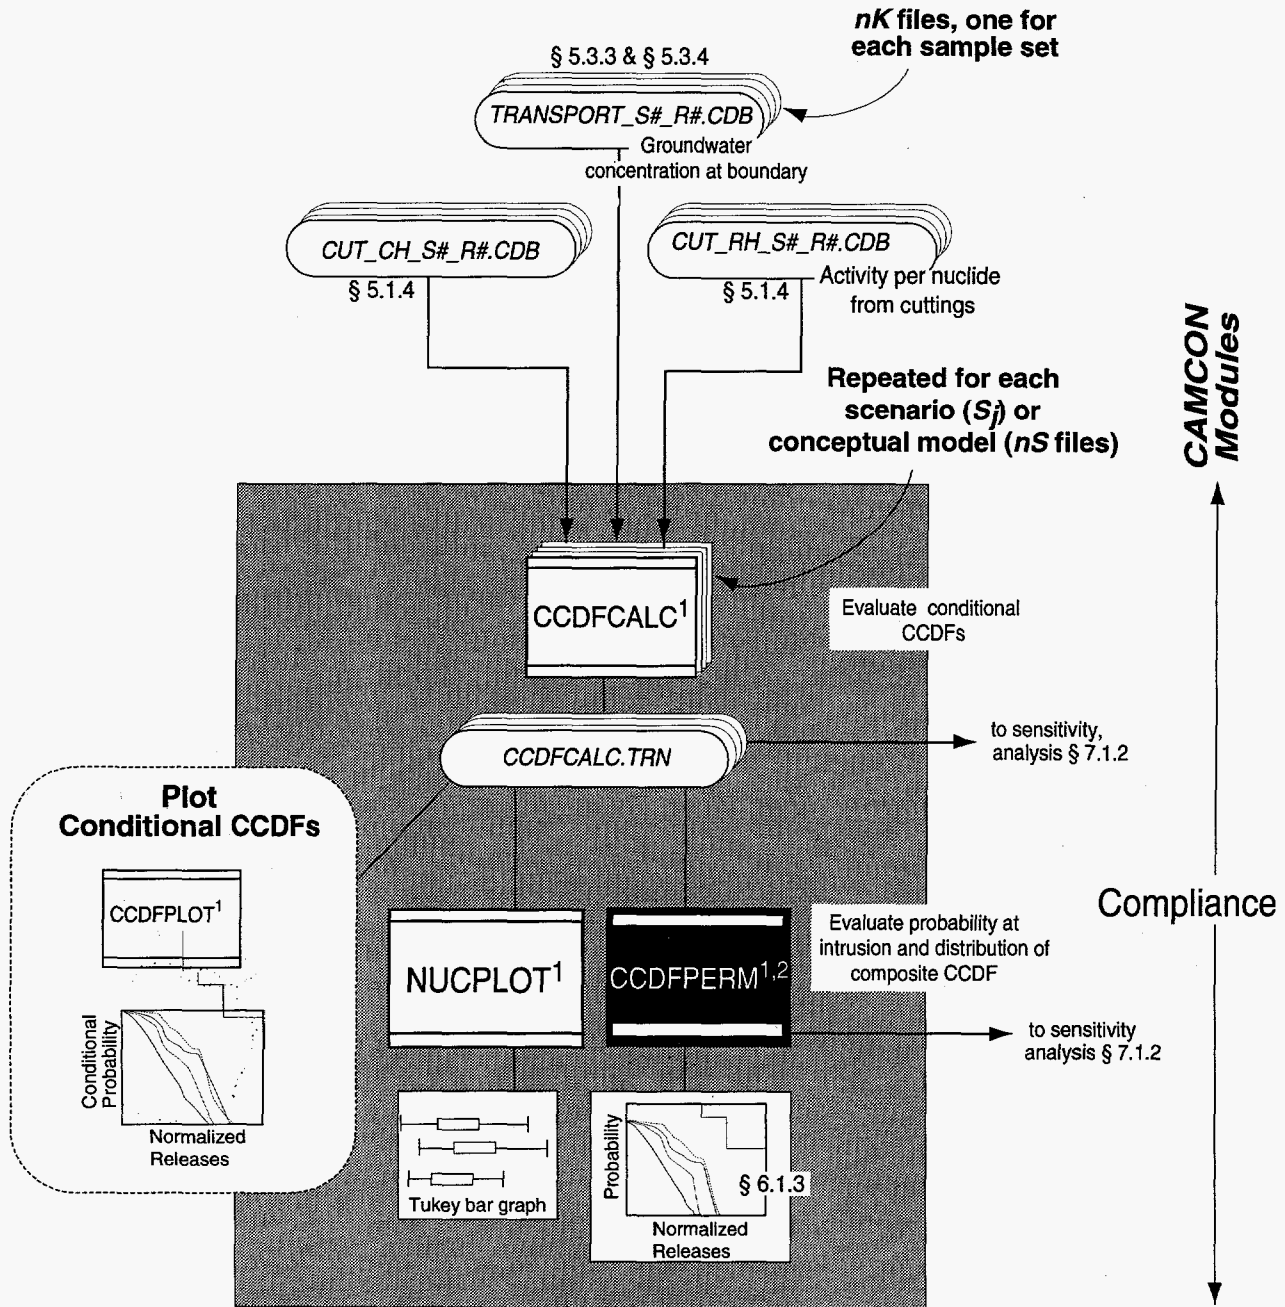 nK files, one for
each sample set
§ 5.3.3 & § 5.3.4
TRANSPORT_S#_R#.CDB
Groundwater
concentration at boundary
CUT_CH_S#_R#.CDB
§ 5.1.4
CUT_RH_S#_R#.CDB
§ 5.1.4
Activity per nuclide
from cuttings
Repeated for each
scenario (Sj) or
conceptual model (nS files)
CAMCON
Modules
CCDFCALC1
Evaluate conditional
CCDFs
CCDFCALC.TRN
to sensitivity,
analysis § 7.1.2
Plot
Conditional CCDFs
CCDFPLOT1
Conditional
Probability
Normalized
Releases
NUCPLOT1
CCDFPERM1,2
Evaluate probability at
intrusion and distribution of
composite CCDF
Compliance
to sensitivity
analysis § 7.1.2
Tukey bar graph
Probability
§ 6.1.3
Normalized
Releases